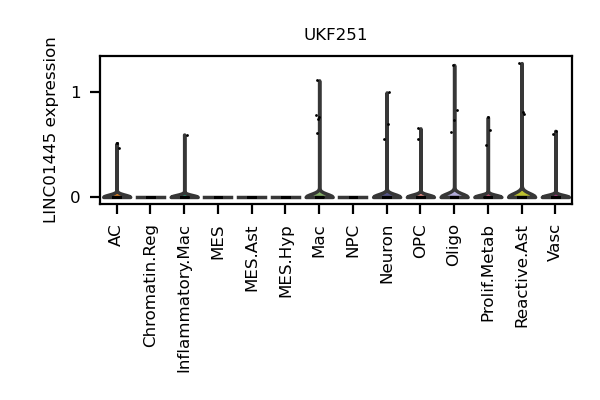 UKF251
LINC01445 expression
1
0
AC
Chromatin.Reg
Inflammatory.Mac
MES
MES.Ast
MES.Hyp
Mac
NPC
Neuron
OPC
Oligo
Prolif.Metab
Reactive.Ast
Vasc